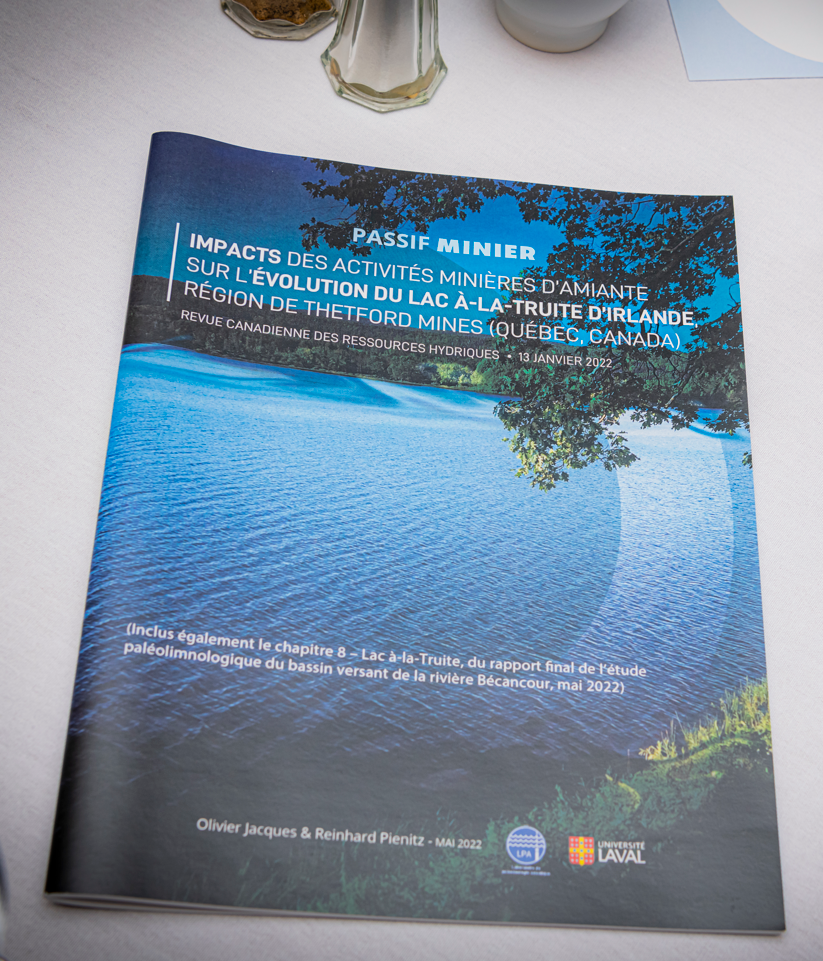 PASSIF MINIER
IMPACTS DES ACTIVITÉS MINIÈRES D'AMIANTE
SUR L'ÉVOLUTION DU LAC À-LA-TRUITE D'IRLANDE,
RÉGION DE THETFORD MINES (QUÉBEC, CANADA)
REVUE CANADIENNE DES RESSOURCES HYDRIQUES • 13 JANVIER 2022
(Inclus également le chapitre 8 – Lac à-la-Truite, du rapport final de l'étude
paléolimnologique du bassin versant de la rivière Bécancour, mai 2022)
Olivier Jacques & Reinhard Pienitz - MAI 2022
LPA
UNIVERSITÉ
LAVAL